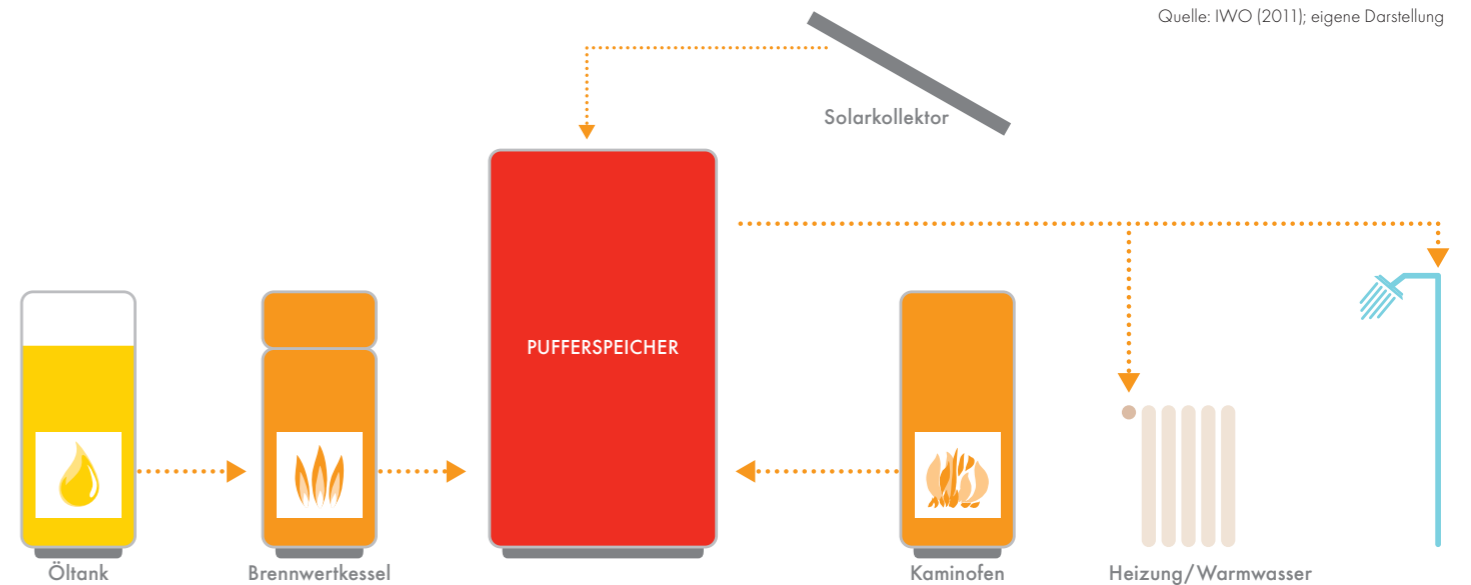 Quelle: IWO (2011); eigene Darstellung
Solarkollektor
PUFFERSPEICHER
Öltank
Brennwertkessel
Kaminofen
Heizung/Warmwasser